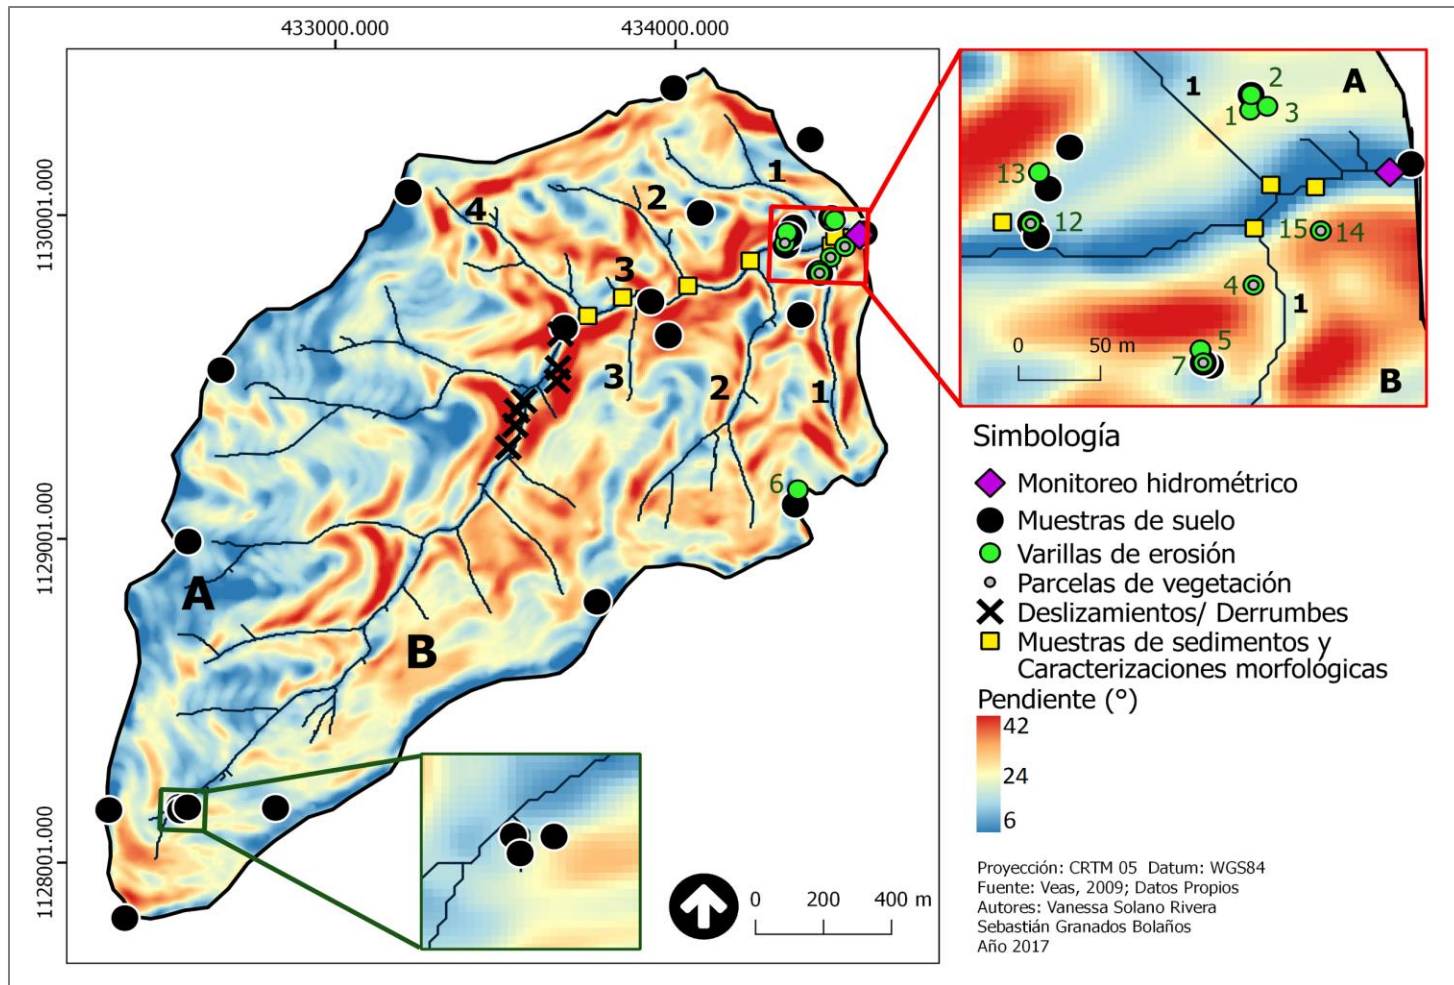 433000.000
434000.000
1130001.000
1129001.000
1128001.000
1
2
4
3
3
2
1
6
A
B
0 200 400 m
2
1
3
1
A
13
12
15
14
4
1
5
7
B
0 50 m
Simbología
Monitoreo hidrométrico
Muestras de suelo
Varillas de erosión
Parcelas de vegetación
Deslizamientos/ Derrumbes
Muestras de sedimentos y
Caracterizaciones morfológicas
Pendiente (°)
42
24
6
Proyección: CRTM 05 Datum: WGS84
Fuente: Veas, 2009; Datos Propios
Autores: Vanessa Solano Rivera
Sebastián Granados Bolaños
Año 2017